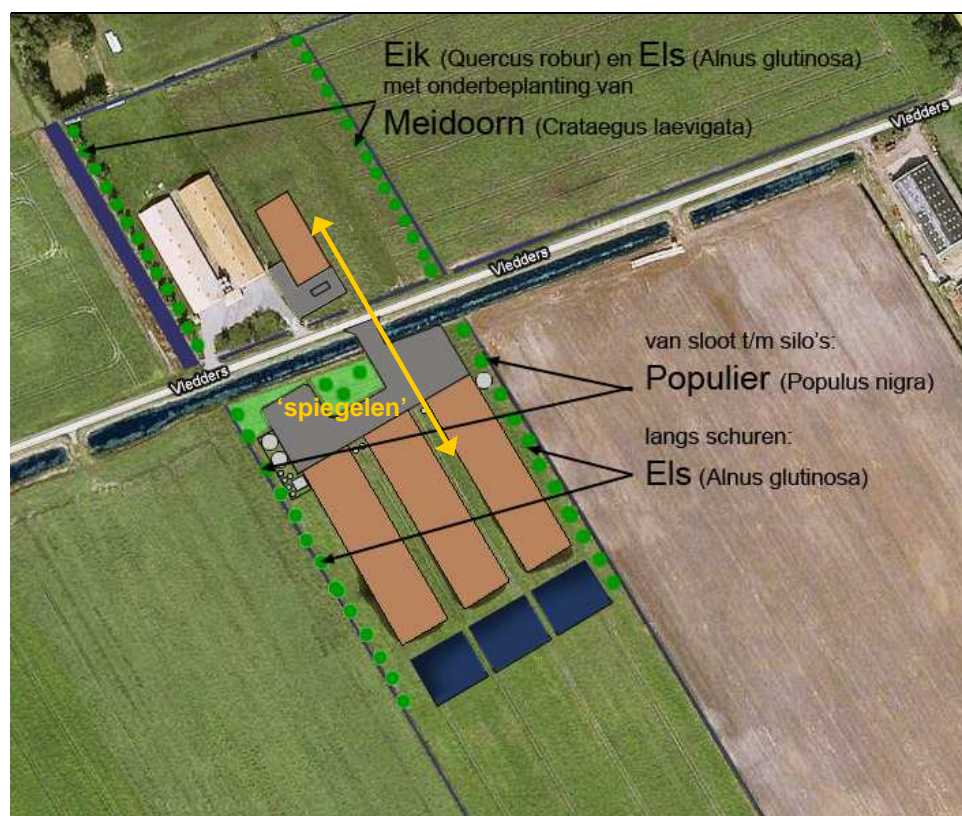 Eik (Quercus robur) en Els (Alnus glutinosa)
met onderbeplanting van
Meidoorn (Crataegus laevigata)
Vledders
Vledders
van sloot t/m silo's:
Populier (Populus nigra)
Vledders
'spiegelen'
langs schuren:
Els (Alnus glutinosa)